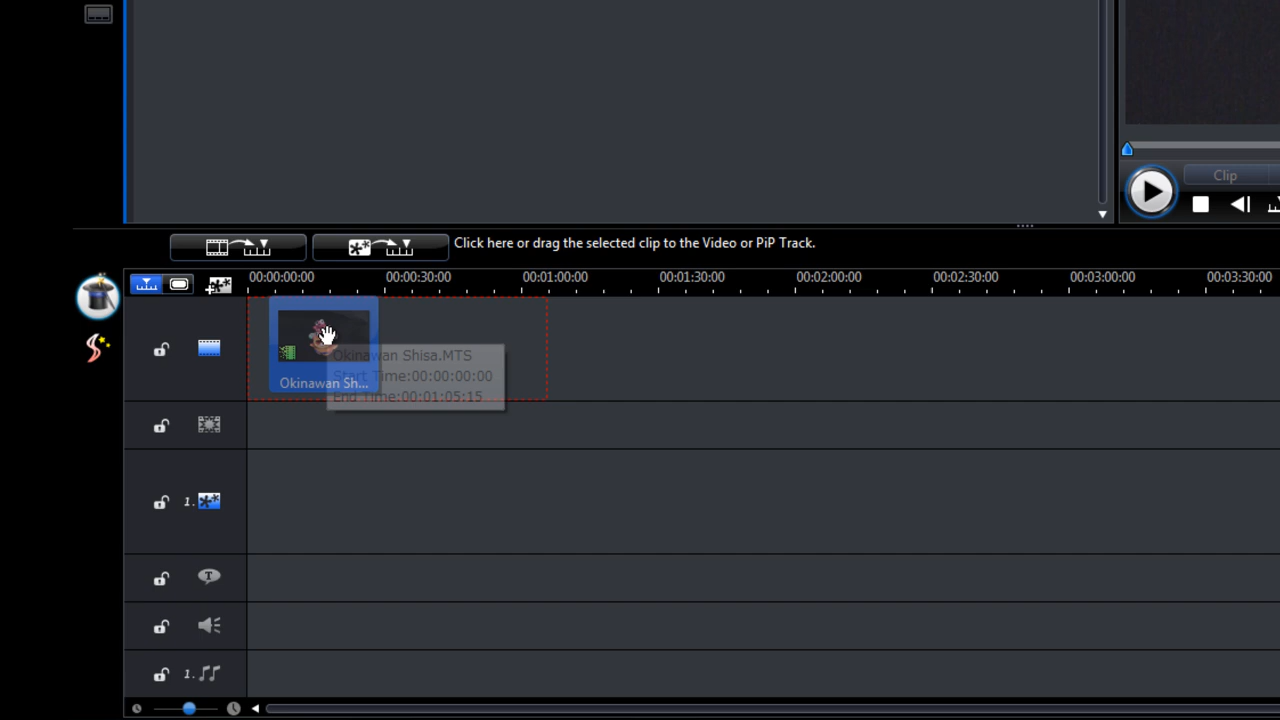 Clip
Click here or drag the selected clip to the Video or PiP Track.
00:00:00:00 00:00:30:00 00:01:00:00 00:01:30:00 00:02:00:00 00:02:30:00 00:03:00:00 00:03:30:00
Okinawan Shisa.MTS
Start Time:00:00:00:00
Okinawan Sh...
End Time:00:01:05:15
1.
T
1.